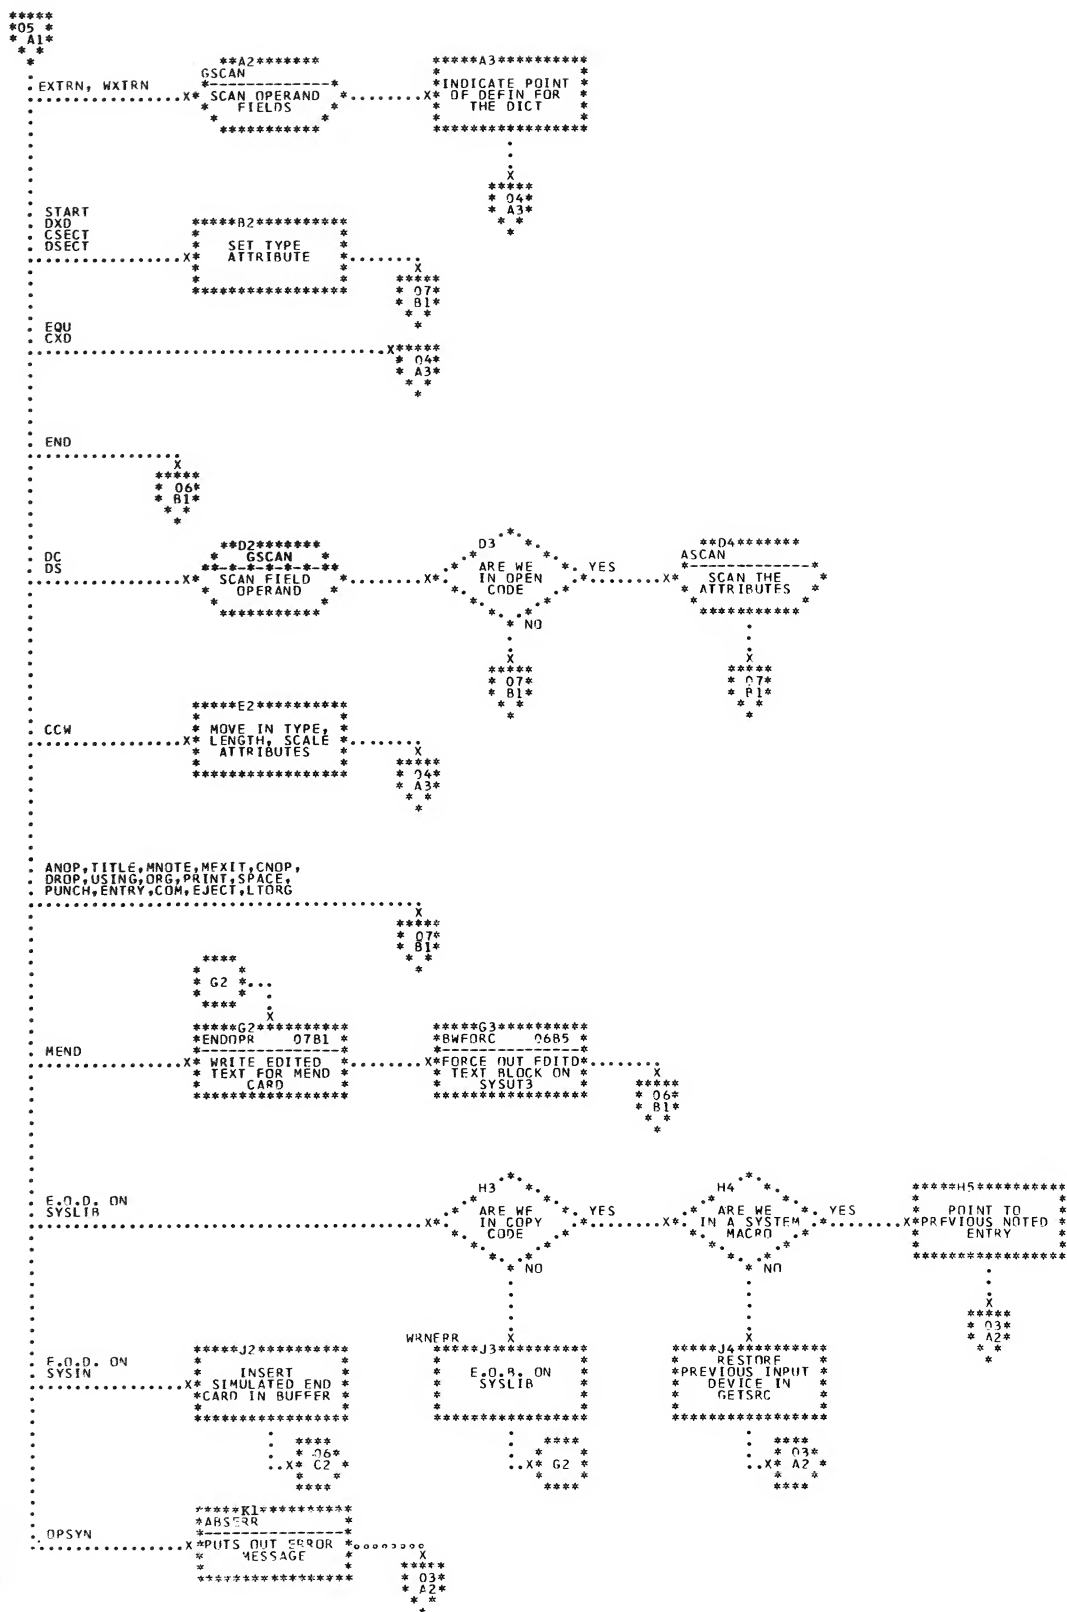 05
A1
EXTRN, WXTRN
A2
GSCAN
SCAN OPERAND
FIELDS
A3
INDICATE POINT
OF DEFIN FOR
THE DICT
04
A3
START
DXD
CSECT
DSECT
B2
SET TYPE
ATTRIBUTE
07
B1
EQU
CXD
04
A3
END
06
B1
DC
DS
D2
GSCAN
SCAN FIELD
OPERAND
D3
ARE WE
IN OPEN
CODE
YES
NO
D4
ASCAN
SCAN THE
ATTRIBUTES
07
B1
07
B1
CCW
E2
MOVE IN TYPE,
LENGTH, SCALE
ATTRIBUTES
04
A3
ANOP,TITLE,MNOTE,MEXIT,CNOP,
DROP,USING,ORG,PRINT,SPACE,
PUNCH,ENTRY,COM,EJECT,LTORG
07
B1
G2
MEND
G2
ENDOPR 07B1
WRITE EDITED
TEXT FOR MEND
CARD
G3
BWFORC 06B5
FORCE OUT EDITD
TEXT BLOCK ON
SYSUT3
06
B1
E.O.D. ON
SYSLIB
H3
ARE WE
IN COPY
CODE
YES
NO
H4
ARE WE
IN A SYSTEM
MACRO
YES
NO
H5
POINT TO
PREVIOUS NOTED
ENTRY
03
A2
E.O.D. ON
SYSIN
J2
INSERT
SIMULATED END
CARD IN BUFFER
06
C2
WRNERR
J3
E.O.B. ON
SYSLIB
G2
J4
RESTORE
PREVIOUS INPUT
DEVICE IN
GETSRC
03
A2
OPSYN
K1
ABSERR
PUTS OUT ERROR
MESSAGE
03
A2